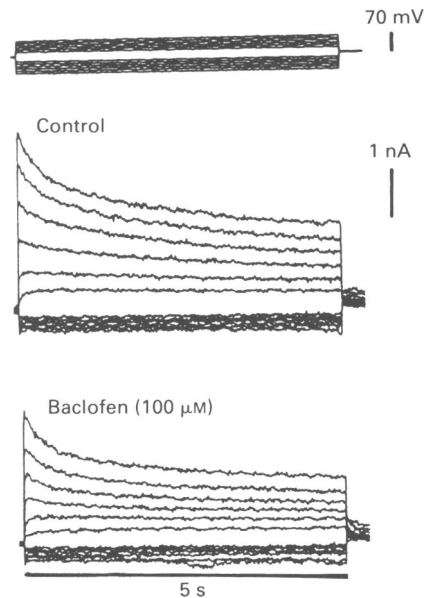 70 mV
Control
1 nA
Baclofen (100 μM)
5 s